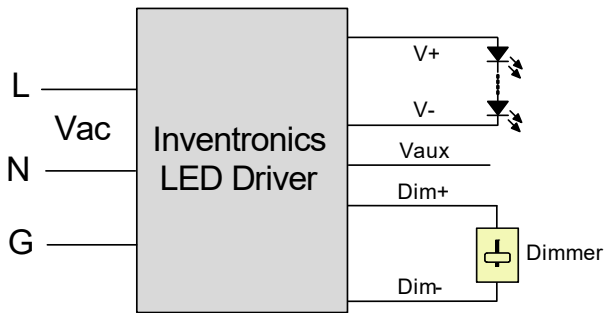 L
Vac
N
G
Inventronics
LED Driver
V+
V-
Vaux
Dim+
Dim-
Dimmer